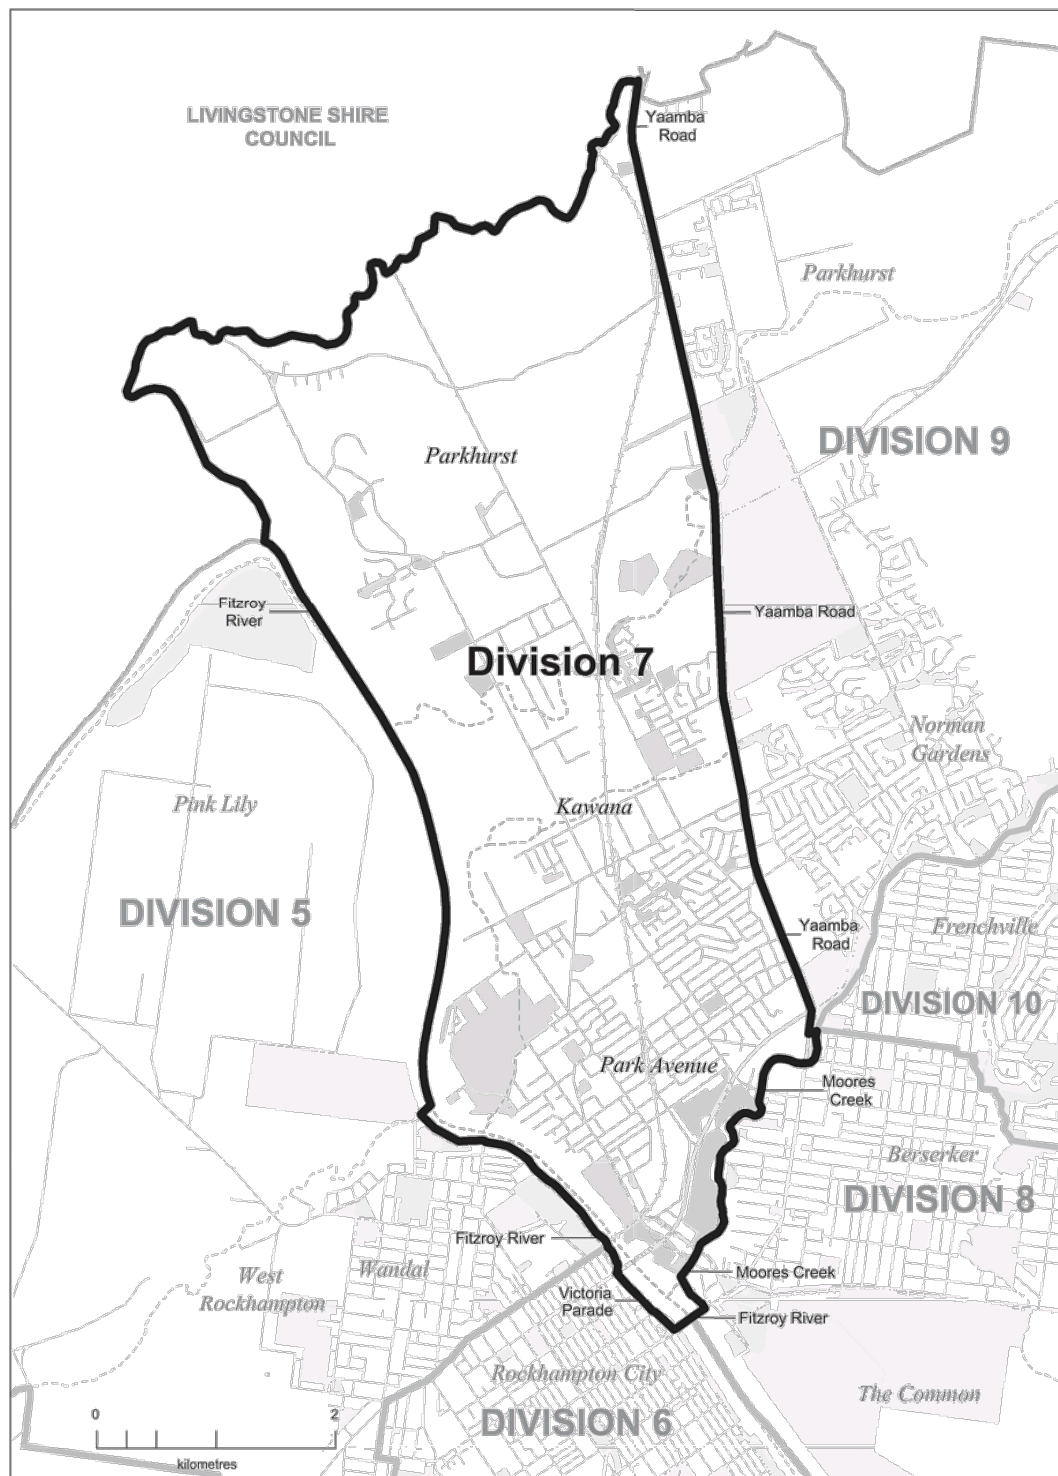 LIVINGSTONE SHIRE
COUNCIL
Yaamba
Road
Parkhurst
DIVISION 9
Parkhurst
Fitzroy
River
Yaamba Road
Division 7
Norman
Gardens
Pink Lily
Kawana
DIVISION 5
Yaamba
Road
Frenchville
DIVISION 10
Park Avenue
Moores
Creek
Berserker
DIVISION 8
Fitzroy River
West
Rockhampton
Wandal
Moores Creek
Victoria
Parade
Fitzroy River
Rockhampton City
The Common
DIVISION 6
0 2
kilometres